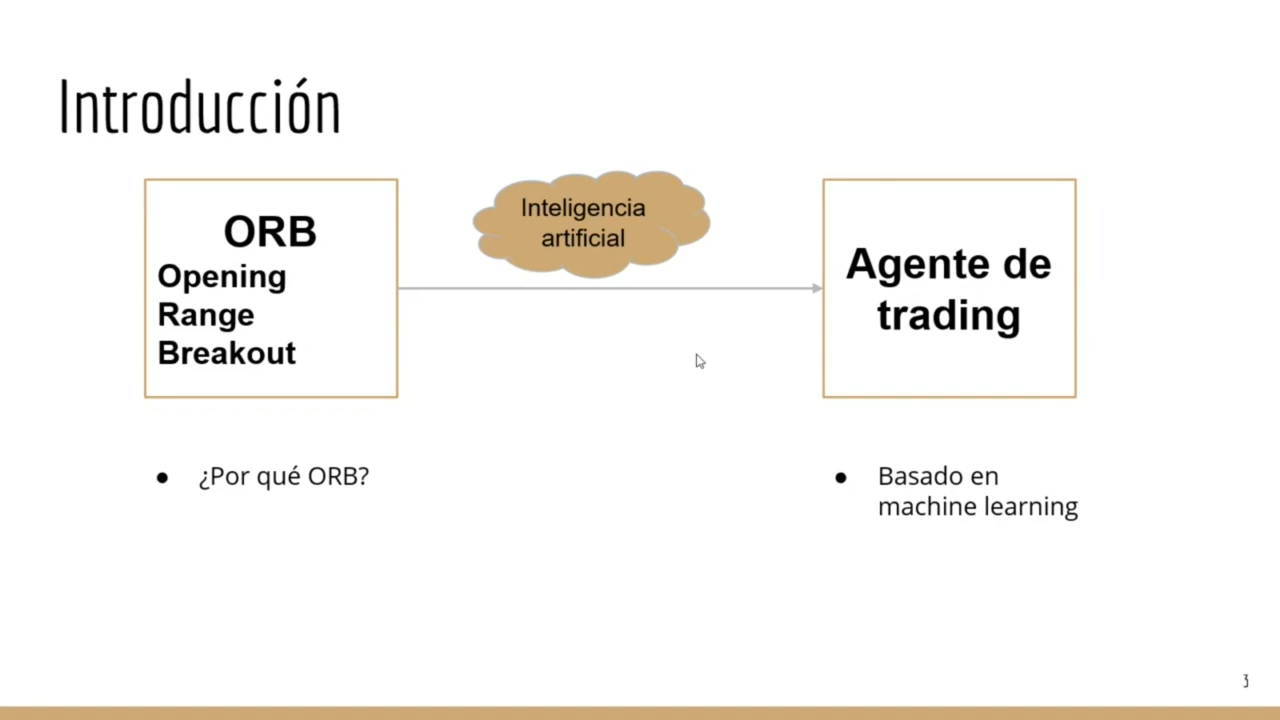 Introducción
ORB
Opening
Range
Breakout
Inteligencia
artificial
Agente de
trading
● ¿Por qué ORB?
● Basado en
machine learning
3